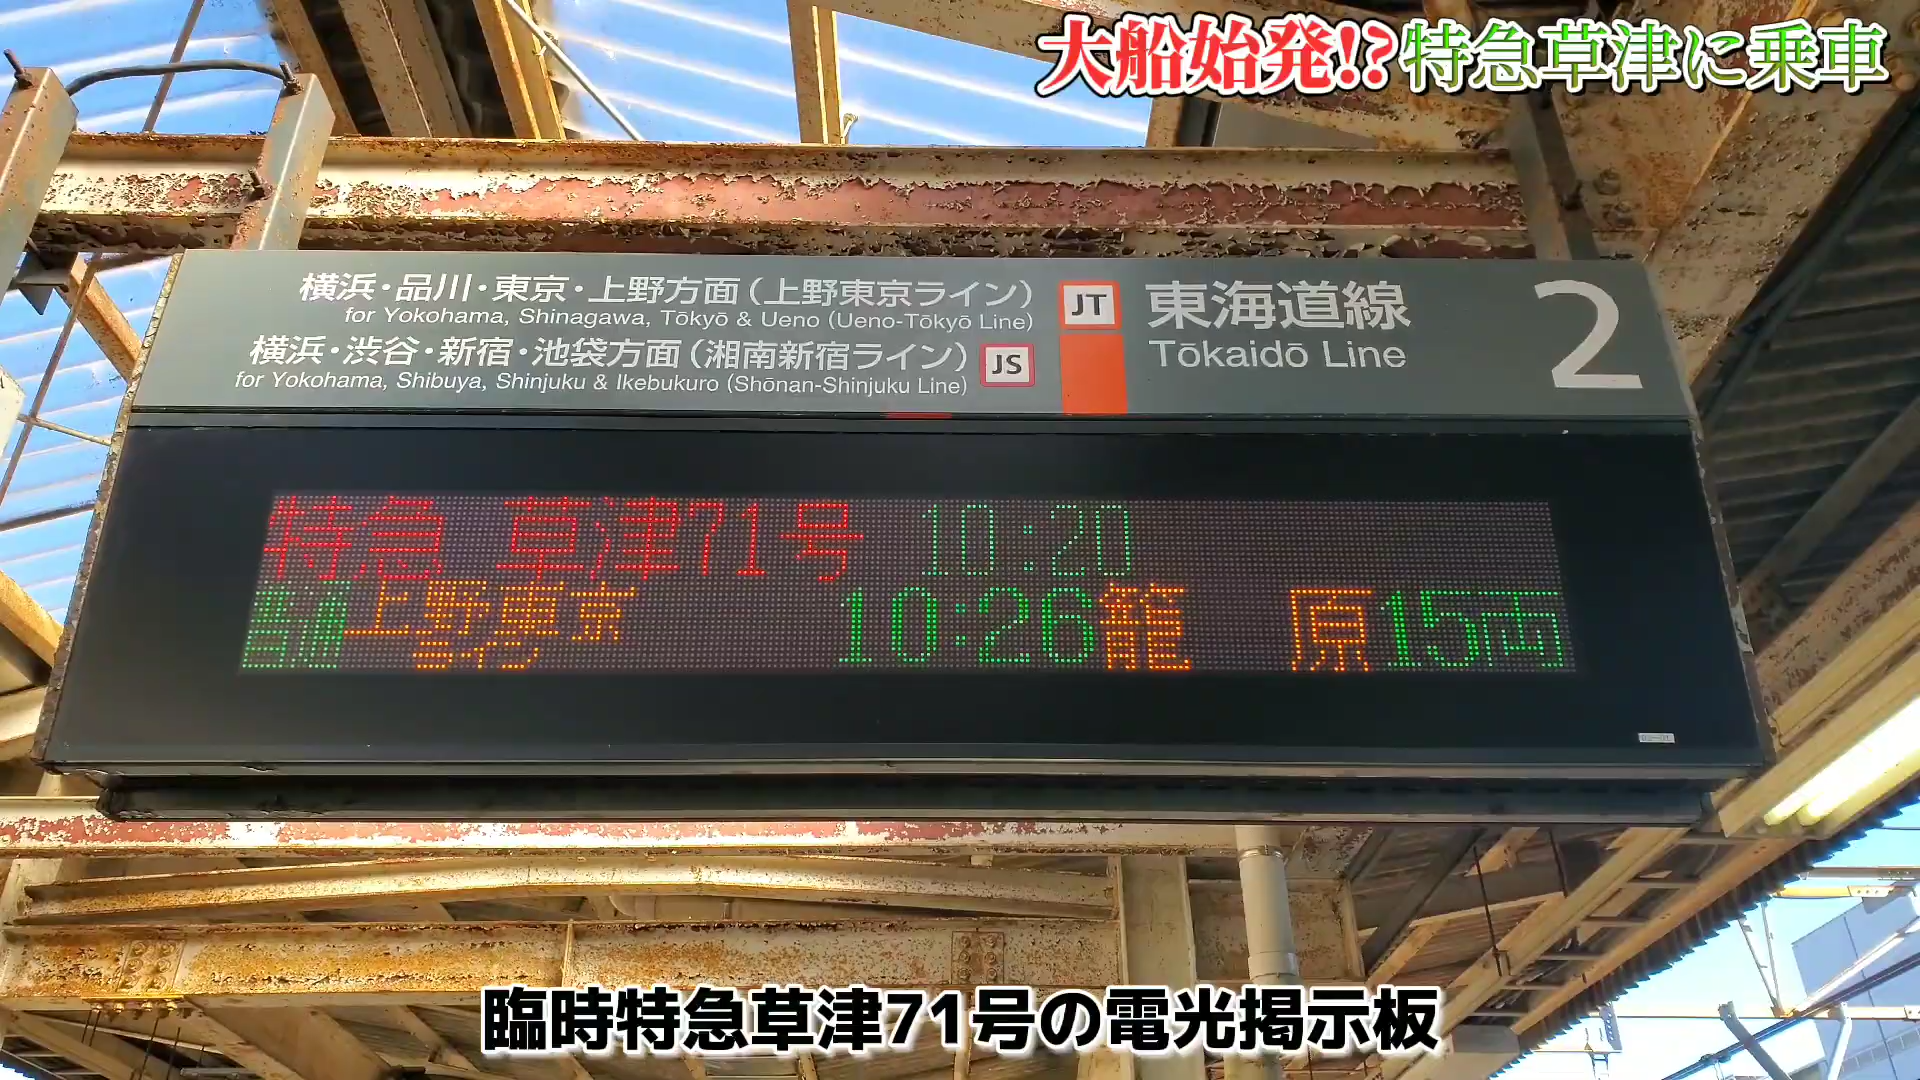 大船始発!?特急草津に乗車
横浜・品川・東京・上野方面(上野東京ライン)
for Yokohama, Shinagawa, Tōkyō & Ueno (Ueno-Tōkyō Line)
横浜・渋谷・新宿・池袋方面(湘南新宿ライン) JS
for Yokohama, Shibuya, Shinjuku & Ikebukuro (Shōnan-Shinjuku Line)
JT 東海道線
Tōkaidō Line
2
特急 草津71号 10:20
普通 上野東京ライン 10:26 籠原 15両
臨時特急草津71号の電光掲示板